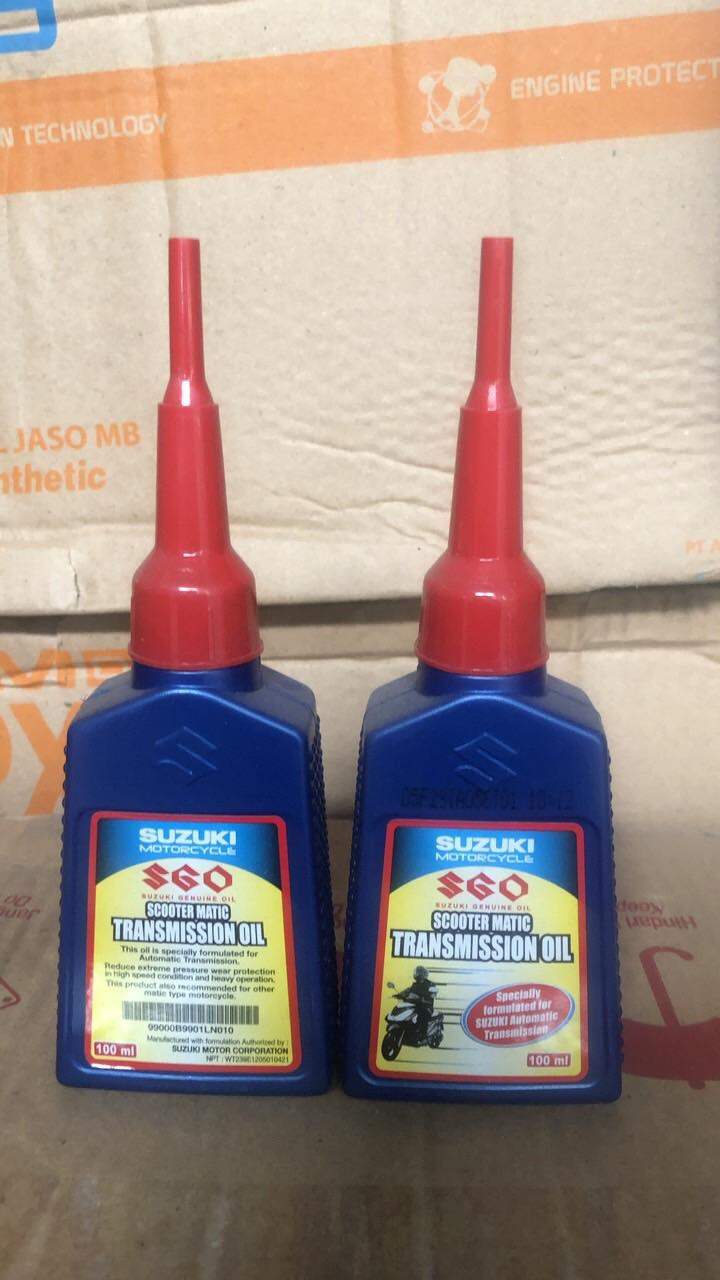 N TECHNOLOGY
ENGINE PROTECT
JASO MB
nthetic
SUZUKI
MOTORCYCLE
SGO
SUZUKI GENUINE OIL
SCOOTER MATIC
TRANSMISSION OIL
This oil is specially formulated for
Automatic Transmission.
Reduce extreme pressure wear protection
in high speed condition and heavy operation.
This product also recommended for other
matic type motorcycle.
99000B9901LN010
Manufactured with formulation Authorized by :
SUZUKI MOTOR CORPORATION
100 ml
SUZUKI
MOTORCYCLE
SGO
SUZUKI GENUINE OIL
SCOOTER MATIC
TRANSMISSION OIL
Specially
formulated for
SUZUKI Automatic
Transmission
100 ml
Hindari
Keep